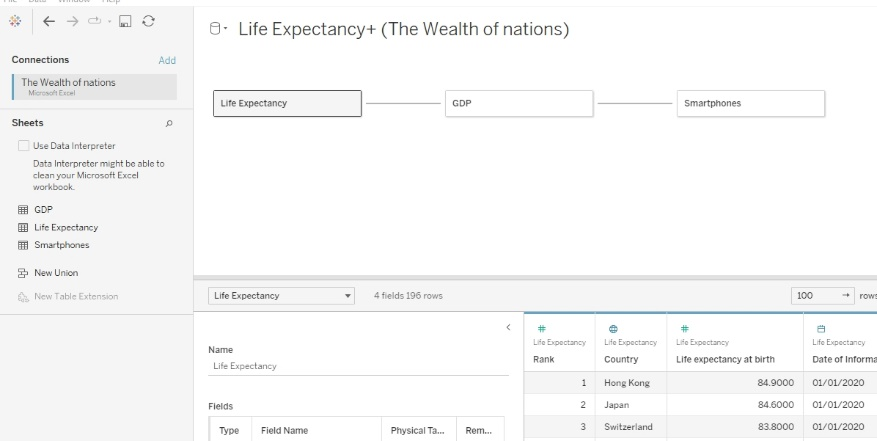 File Data Window Help
Life Expectancy+ (The Wealth of nations)
Connections Add
The Wealth of nations
Microsoft Excel
Sheets
Use Data Interpreter
Data Interpreter might be able to
clean your Microsoft Excel
workbook.
GDP
Life Expectancy
Smartphones
New Union
New Table Extension
Life Expectancy GDP Smartphones
Life Expectancy 4 fields 196 rows 100 rows
Name
Life Expectancy
Fields
Type Field Name Physical Ta... Rem...
Life Expectancy Life Expectancy Life Expectancy Life Expectancy
Rank Country Life expectancy at birth Date of Informa
1 Hong Kong 84.9000 01/01/2020
2 Japan 84.6000 01/01/2020
3 Switzerland 83.8000 01/01/2020